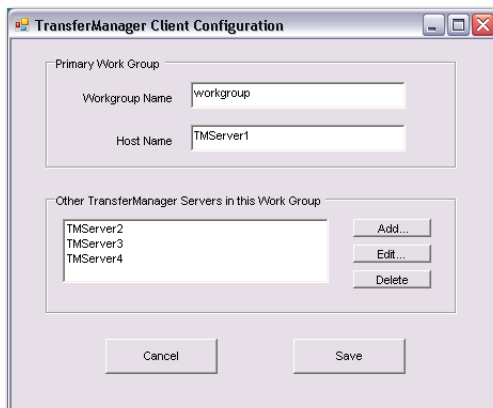 TransferManager Client Configuration
Primary Work Group
Workgroup Name
workgroup
Host Name
TMServer1
Other TransferManager Servers in this Work Group
TMServer2
TMServer3
TMServer4
Add...
Edit...
Delete
Cancel
Save